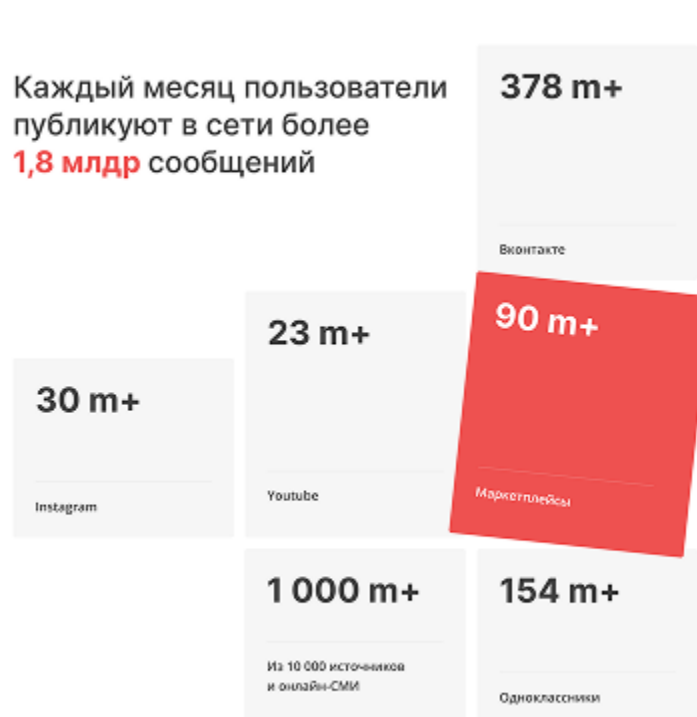 Каждый месяц пользователи
публикуют в сети более
1,8 млдр сообщений
378 m+
Вконтакте
90 m+
Маркетплейсы
23 m+
Youtube
30 m+
Instagram
1 000 m+
Из 10 000 источников
и онлайн-СМИ
154 m+
Одноклассники